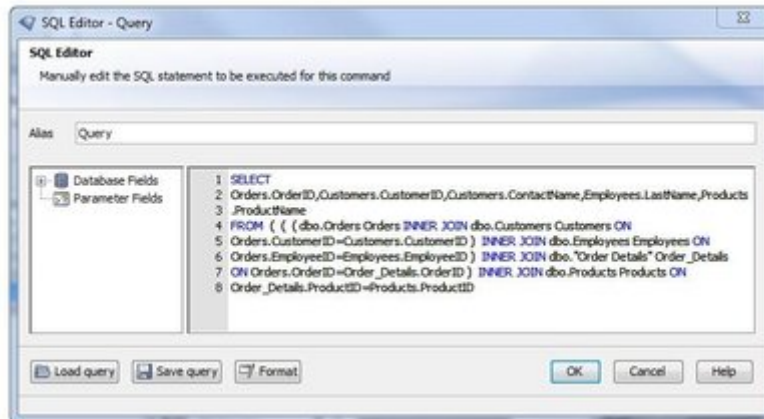 SQL Editor - Query
SQL Editor
Manually edit the SQL statement to be executed for this command
Alias Query
Database Fields
Parameter Fields
1 SELECT
2 Orders.OrderID,Customers.CustomerID,Customers.ContactName,Employees.LastName,Products
3 .ProductName
4 FROM ( ( ( dbo.Orders Orders INNER JOIN dbo.Customers Customers ON
5 Orders.CustomerID=Customers.CustomerID ) INNER JOIN dbo.Employees Employees ON
6 Orders.EmployeeID=Employees.EmployeeID ) INNER JOIN dbo."Order Details" Order_Details
7 ON Orders.OrderID=Order_Details.OrderID ) INNER JOIN dbo.Products Products ON
8 Order_Details.ProductID=Products.ProductID
Load query Save query Format OK Cancel Help